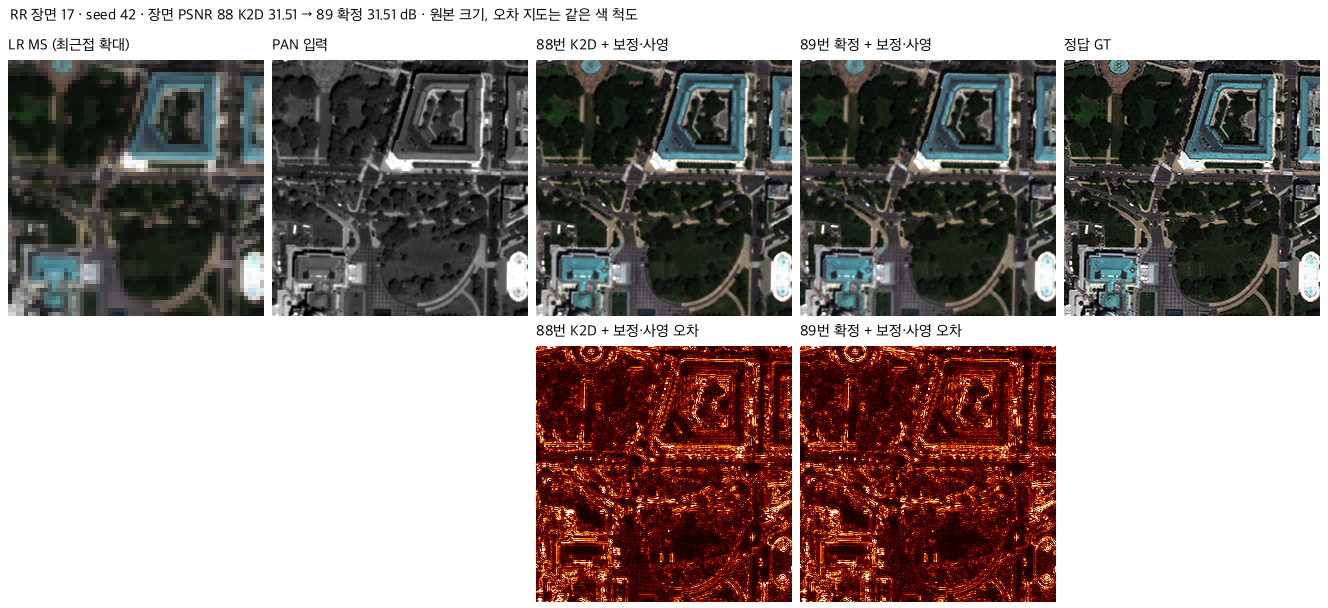 RR 장면 17 · seed 42 · 장면 PSNR 88 K2D 31.51 → 89 확정 31.51 dB · 원본 크기, 오차 지도는 같은 색 척도
LR MS (최근접 확대)
PAN 입력
88번 K2D + 보정·사영
89번 확정 + 보정·사영
정답 GT
88번 K2D + 보정·사영 오차
89번 확정 + 보정·사영 오차